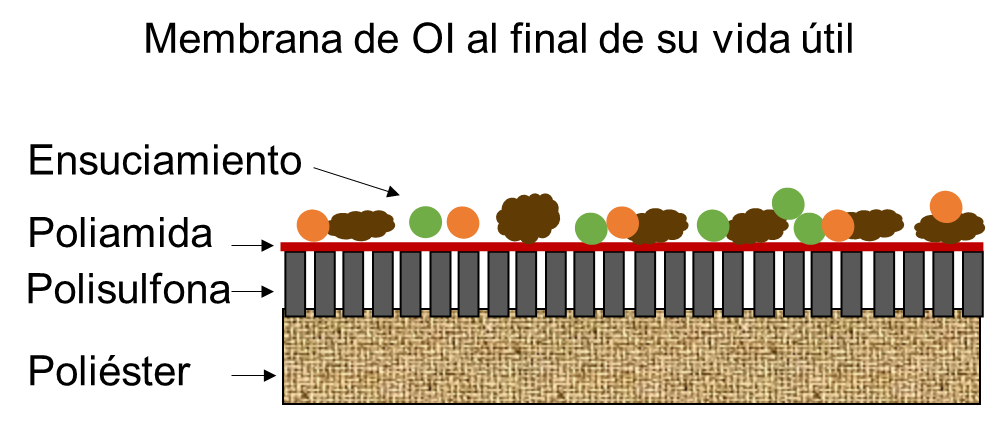 Membrana de OI al final de su vida útil
Ensuciamiento
Poliamida
Polisulfona
Poliéster